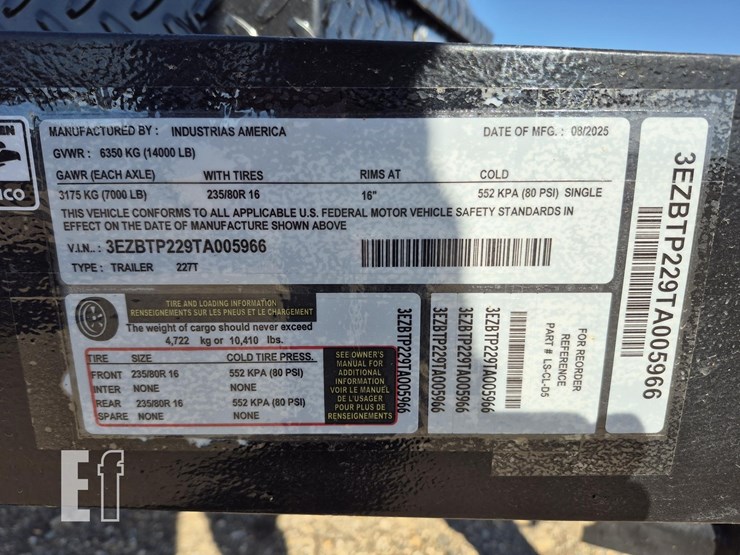 EN
ICO
MANUFACTURED BY : INDUSTRIAS AMERICA DATE OF MFG. : 08/2025
GVWR : 6350 KG (14000 LB)
GAWR (EACH AXLE) WITH TIRES RIMS AT COLD
3175 KG (7000 LB) 235/80R 16 16" 552 KPA (80 PSI) SINGLE
THIS VEHICLE CONFORMS TO ALL APPLICABLE U.S. FEDERAL MOTOR VEHICLE SAFETY STANDARDS IN
EFFECT ON THE DATE OF MANUFACTURE SHOWN ABOVE
V.I.N.. : 3EZBTP229TA005966
TYPE : TRAILER 227T
3EZBTP229TA005966
TIRE AND LOADING INFORMATION
RENSEIGNEMENTS SUR LES PNEUS ET LE CHARGEMENT
The weight of cargo should never exceed
4,722 kg or 10,410 lbs.
TIRE SIZE COLD TIRE PRESS.
FRONT 235/80R 16 552 KPA (80 PSI)
INTER NONE NONE
REAR 235/80R 16 552 KPA (80 PSI)
SPARE NONE NONE
SEE OWNER'S
MANUAL FOR
ADDITIONAL
INFORMATION
VOIR LE MANUEL
DE L'USAGER
POUR PLUS DE
RENSEIGNEMENTS
3EZBTP229TA005966
3EZBTP229TA005966
3EZBTP229TA005966
3EZBTP229TA005966
FOR REORDER
REFERENCE
PART # LS-CL-05
Ef